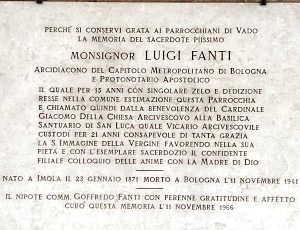 PERCHE SI CONSERVI GRATA AI PARROCCHIANI DI VADO
LA MEMORIA DEL SACERDOTE PIISSIMO
MONSIGNOR LUIGI FANTI
ARCIDIACONO DEL CAPITOLO METROPOLITANO DI BOLOGNA
E PROTONOTARIO APOSTOLICO
IL QUALE PER 15 ANNI CON SINGOLARE ZELO E DEDIZIONE
RESSE NELLA COMUNE ESTIMAZIONE QUESTA PARROCCHIA
E CHIAMATO QUINDI DALLA BENEVOLENZA DEL CARDINALE
GIACOMO DELLA CHIESA ARCIVESCOVO ALLA BASILICA
SANTUARIO DI SAN LUCA QUALE VICARIO ARCIVESCOVILE
CUSTODÌ PER 21 ANNI CONSAPEVOLE DI TANTA GRAZIA
LA S. IMMAGINE DELLA VERGINE FAVORENDO NELLA SUA
PIETÀ E CON L'ESEMPLARE SACERDOZIO IL CONFIDENTE
FILIALE COLLOQUIO DELLE ANIME CON LA MADRE DI DIO
NATO A IMOLA IL 23 GENNAIO 1871 MORTO A BOLOGNA L'11 NOVEMBRE 1941
IL NIPOTE COMM. GOFFREDO FANTI CON PERENNE GRATITUDINE E AFFETTO
CURÒ QUESTA MEMORIA L'11 NOVEMBRE 1966